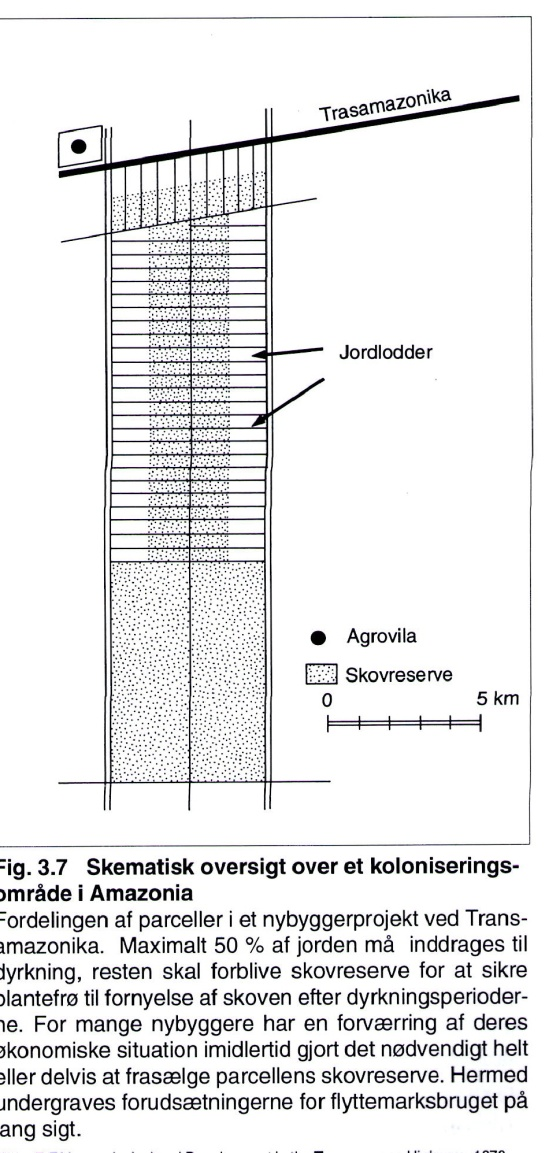 Trasamazonika
Jordlodder
Agrovila
Skovreserve
0 5 km
Fig. 3.7 Skematisk oversigt over et koloniserings-
område i Amazonia
Fordelingen af parceller i et nybyggerprojekt ved Trans-
amazonika. Maximalt 50 % af jorden må inddrages til
dyrkning, resten skal forblive skovreserve for at sikre
plantefrø til fornyelse af skoven efter dyrkningsperioder-
ne. For mange nybyggere har en forværring af deres
økonomiske situation imidlertid gjort det nødvendigt helt
eller delvis at frasælge parcellens skovreserve. Hermed
undergraves forudsætningerne for flyttemarksbruget på
lang sigt.